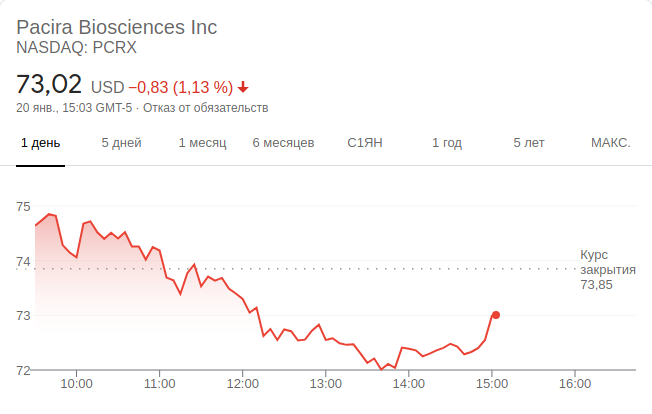 Pacira Biosciences Inc
NASDAQ: PCRX
73,02 USD −0,83 (1,13 %)
20 янв., 15:03 GMT-5 · Отказ от обязательств
1 день 5 дней 1 месяц 6 месяцев С1ЯН 1 год 5 лет МАКС.
75
74
73
72
Курс
закрытия
73,85
10:00 11:00 12:00 13:00 14:00 15:00 16:00